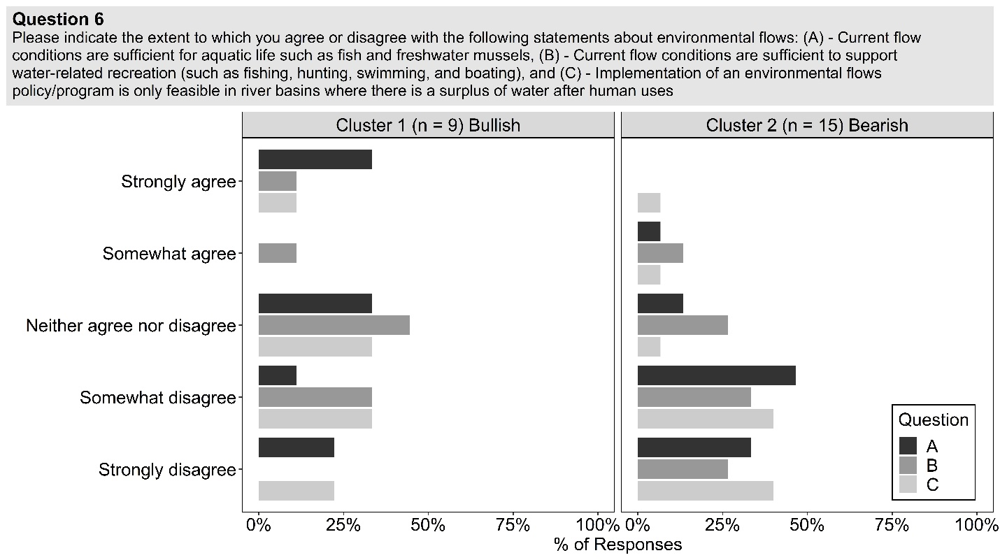 Question 6
Please indicate the extent to which you agree or disagree with the following statements about environmental flows: (A) - Current flow
conditions are sufficient for aquatic life such as fish and freshwater mussels, (B) - Current flow conditions are sufficient to support
water-related recreation (such as fishing, hunting, swimming, and boating), and (C) - Implementation of an environmental flows
policy/program is only feasible in river basins where there is a surplus of water after human uses
Cluster 1 (n = 9) Bullish
Cluster 2 (n = 15) Bearish
Strongly agree
Somewhat agree
Neither agree nor disagree
Somewhat disagree
Strongly disagree
Question
A
B
C
0% 25% 50% 75% 100% 0% 25% 50% 75% 100%
% of Responses